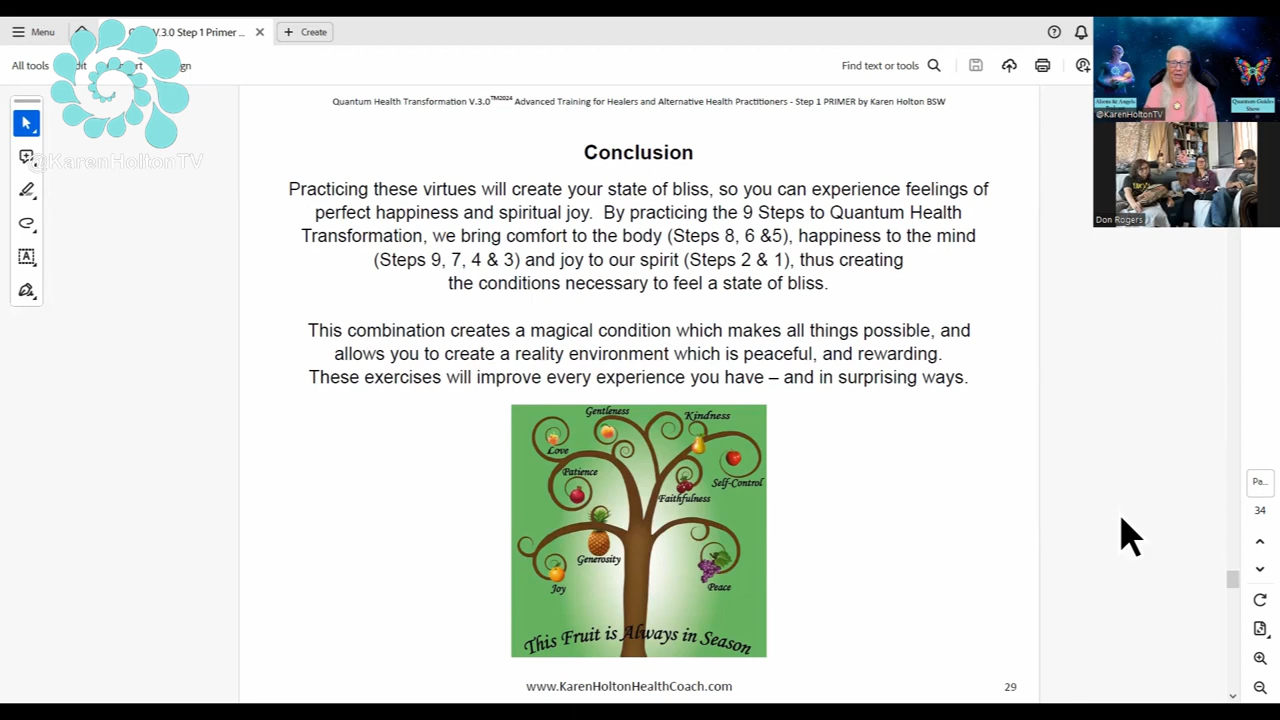 Menu
V.3.0 Step 1 Primer ...
Create
All tools
Find text or tools
@KarenHoltonTV
Aliens & Angels
Quantum Guides
Show
@KarenHoltonTV
Don Rogers
Quantum Health Transformation V.3.0™2024 Advanced Training for Healers and Alternative Health Practitioners - Step 1 PRIMER by Karen Holton BSW
Conclusion
Practicing these virtues will create your state of bliss, so you can experience feelings of
perfect happiness and spiritual joy. By practicing the 9 Steps to Quantum Health
Transformation, we bring comfort to the body (Steps 8, 6 &5), happiness to the mind
(Steps 9, 7, 4 & 3) and joy to our spirit (Steps 2 & 1), thus creating
the conditions necessary to feel a state of bliss.
This combination creates a magical condition which makes all things possible, and
allows you to create a reality environment which is peaceful, and rewarding.
These exercises will improve every experience you have – and in surprising ways.
Gentleness
Kindness
Love
Patience
Self-Control
Faithfulness
Generosity
Joy
Peace
This Fruit is Always in Season
www.KarenHoltonHealthCoach.com
29
Pa...
34